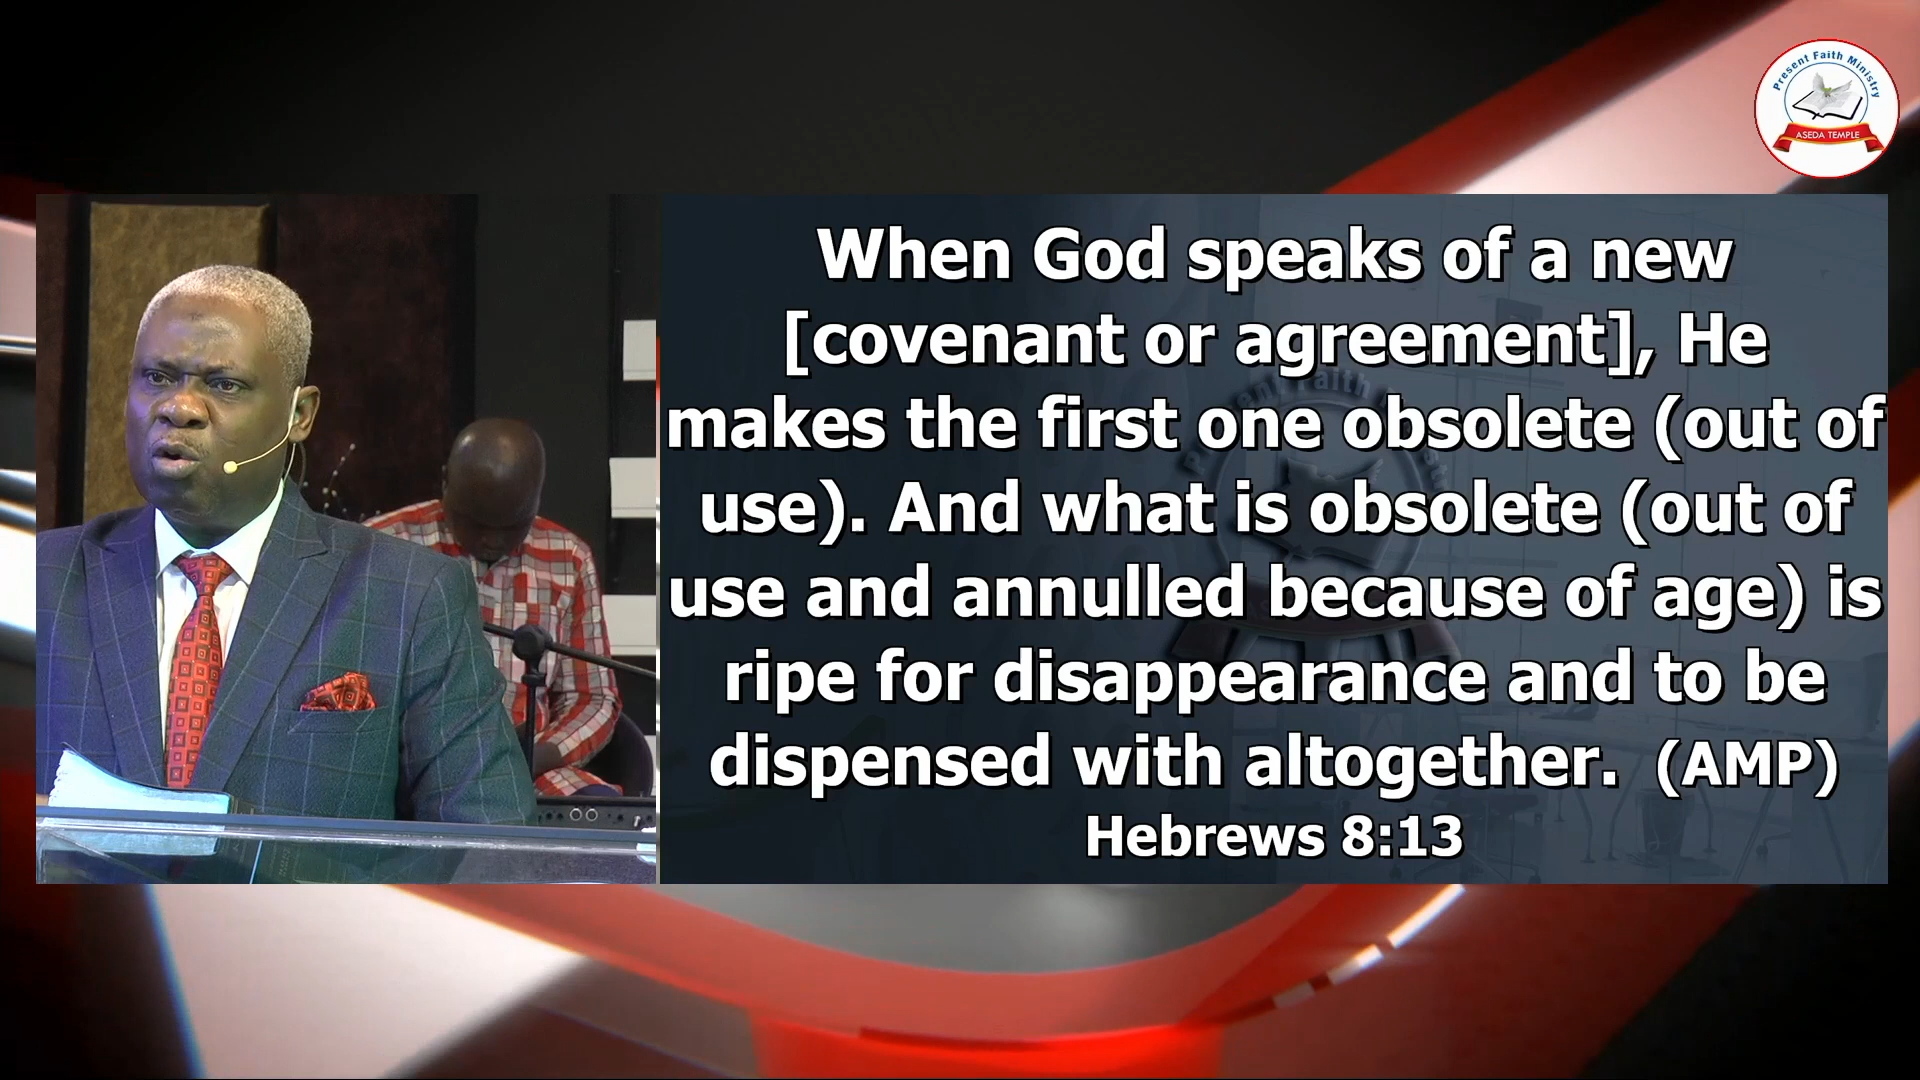 Present Faith Ministry
ASEDA TEMPLE
When God speaks of a new
[covenant or agreement], He
makes the first one obsolete (out of
use). And what is obsolete (out of
use and annulled because of age) is
ripe for disappearance and to be
dispensed with altogether. (AMP)
Hebrews 8:13